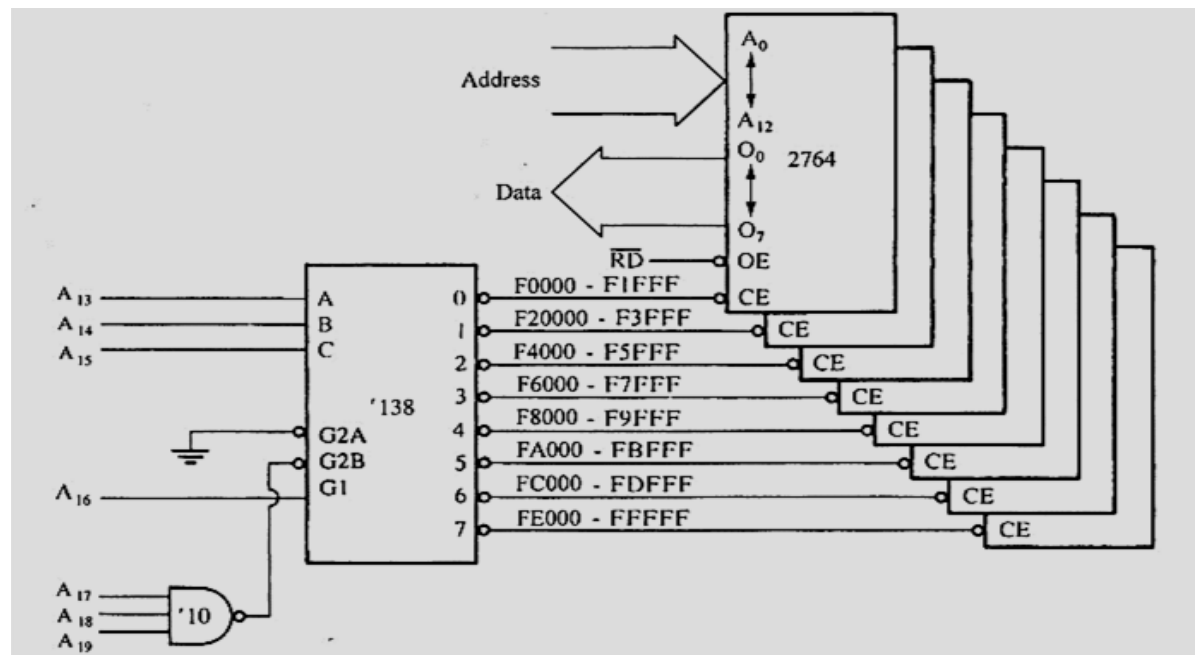 A0
Address
A12
O0
2764
Data
O7
RD
OE
A13
A
0
F0000 - F1FFF
CE
A14
B
1
F20000 - F3FFF
CE
A15
C
2
F4000 - F5FFF
CE
3
F6000 - F7FFF
CE
'138
4
F8000 - F9FFF
CE
G2A
G2B
5
FA000 - FBFFF
CE
A16
G1
6
FC000 - FDFFF
CE
7
FE000 - FFFFF
CE
A17
A18
'10
A19